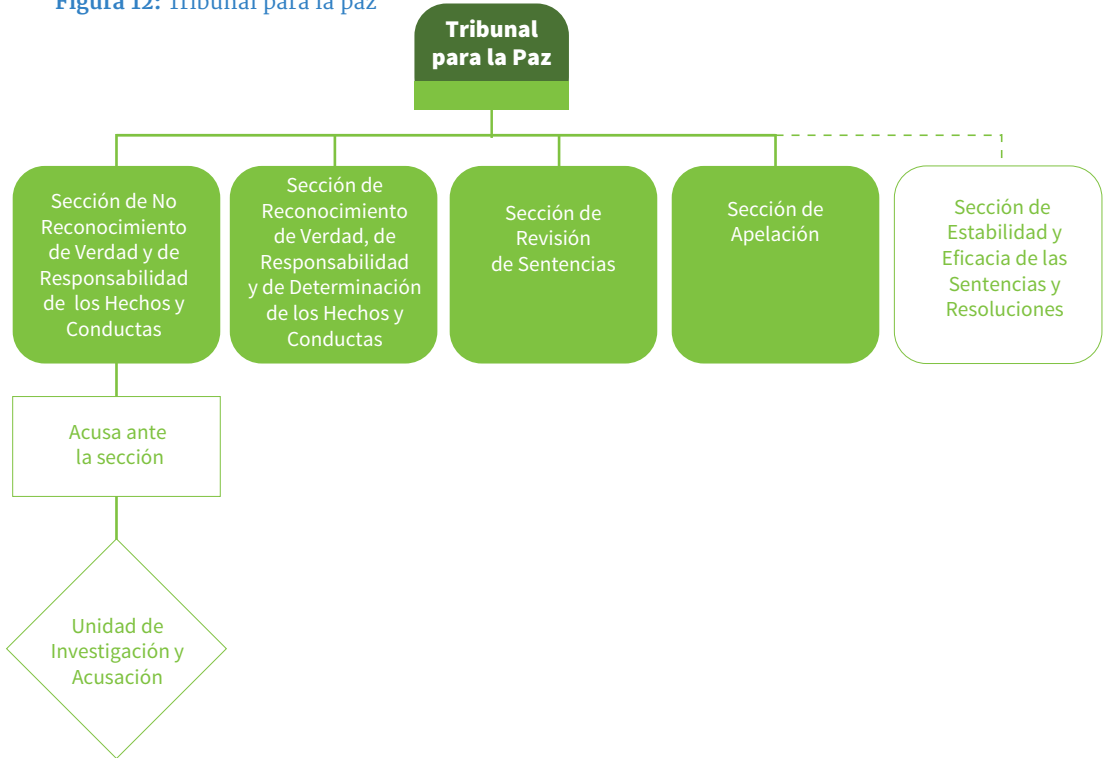 Figura 12: Tribunal para la paz
Tribunal
para la Paz
Sección de No
Reconocimiento
de Verdad y de
Responsabilidad
de los Hechos y
Conductas
Sección de
Reconocimiento
de Verdad, de
Responsabilidad
y de Determinación
de los Hechos y
Conductas
Sección de
Revisión
de Sentencias
Sección de
Apelación
Sección de
Estabilidad y
Eficacia de las
Sentencias y
Resoluciones
Acusa ante
la sección
Unidad de
Investigación y
Acusación